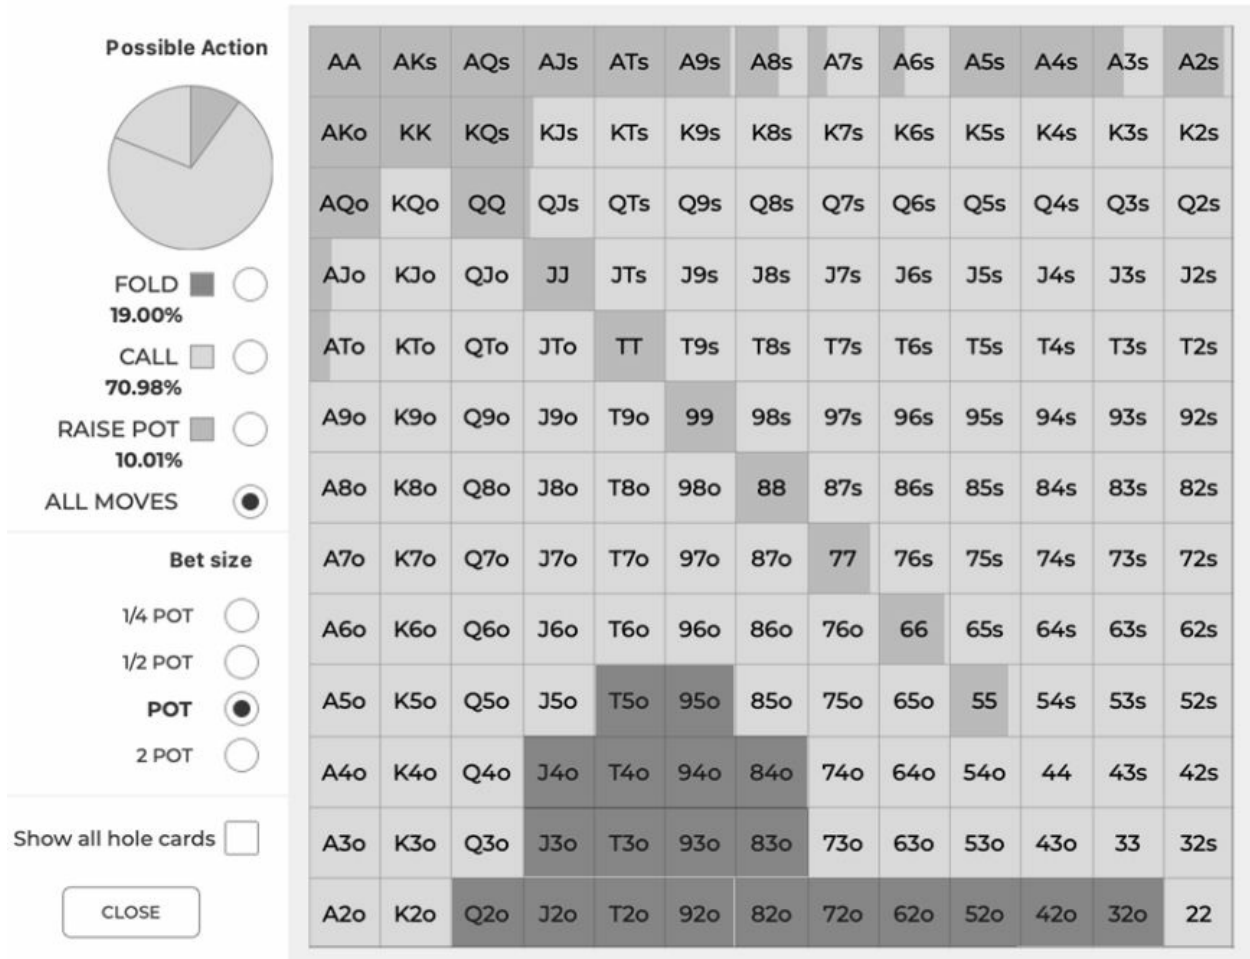 Possible Action
FOLD
19.00%
CALL
70.98%
RAISE POT
10.01%
ALL MOVES
Bet size
1/4 POT
1/2 POT
POT
2 POT
Show all hole cards
CLOSE
AA AKs AQs AJs ATs A9s A8s A7s A6s A5s A4s A3s A2s
AKo KK KQs KJs KTs K9s K8s K7s K6s K5s K4s K3s K2s
AQo KQo QQ QJs QTs Q9s Q8s Q7s Q6s Q5s Q4s Q3s Q2s
AJo KJo QJo JJ JTs J9s J8s J7s J6s J5s J4s J3s J2s
ATo KTo QTo JTo TT T9s T8s T7s T6s T5s T4s T3s T2s
A9o K9o Q9o J9o T9o 99 98s 97s 96s 95s 94s 93s 92s
A8o K8o Q8o J8o T8o 98o 88 87s 86s 85s 84s 83s 82s
A7o K7o Q7o J7o T7o 97o 87o 77 76s 75s 74s 73s 72s
A6o K6o Q6o J6o T6o 96o 86o 76o 66 65s 64s 63s 62s
A5o K5o Q5o J5o T5o 95o 85o 75o 65o 55 54s 53s 52s
A4o K4o Q4o J4o T4o 94o 84o 74o 64o 54o 44 43s 42s
A3o K3o Q3o J3o T3o 93o 83o 73o 63o 53o 43o 33 32s
A2o K2o Q2o J2o T2o 92o 82o 72o 62o 52o 42o 32o 22